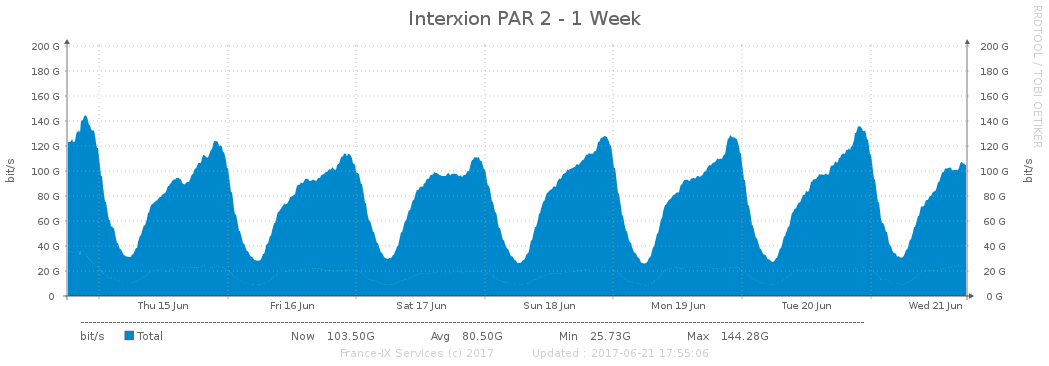 Interxion PAR 2 - 1 Week
RRDTOOL / TOBI OETIKER
bit/s
200 G
180 G
160 G
140 G
120 G
100 G
80 G
60 G
40 G
20 G
0
200 G
180 G
160 G
140 G
120 G
100 G
80 G
60 G
40 G
20 G
0 G
bit/s
Thu 15 Jun Fri 16 Jun Sat 17 Jun Sun 18 Jun Mon 19 Jun Tue 20 Jun Wed 21 Jun
bit/s Total Now 103.50G Avg 80.50G Min 25.73G Max 144.28G
France-IX Services (c) 2017 Updated : 2017-06-21 17:55:06